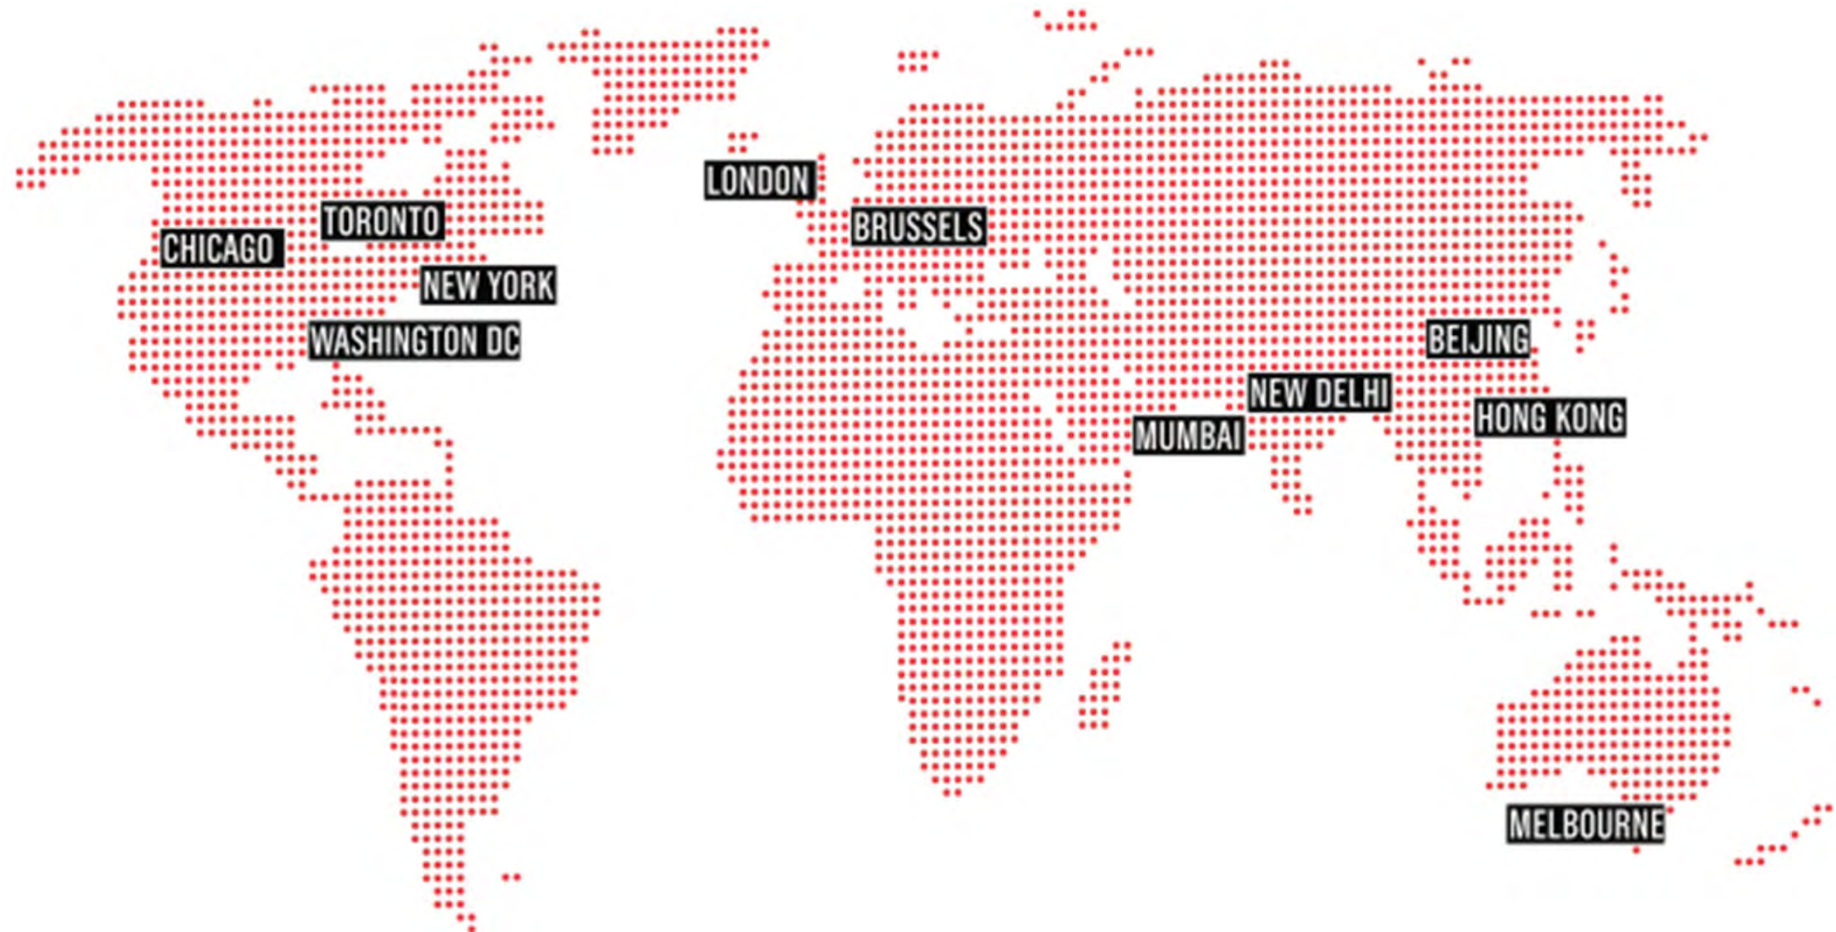 LONDON
TORONTO
BRUSSELS
CHICAGO
NEW YORK
WASHINGTON DC
BEIJING
NEW DELHI
HONG KONG
MUMBAI
MELBOURNE